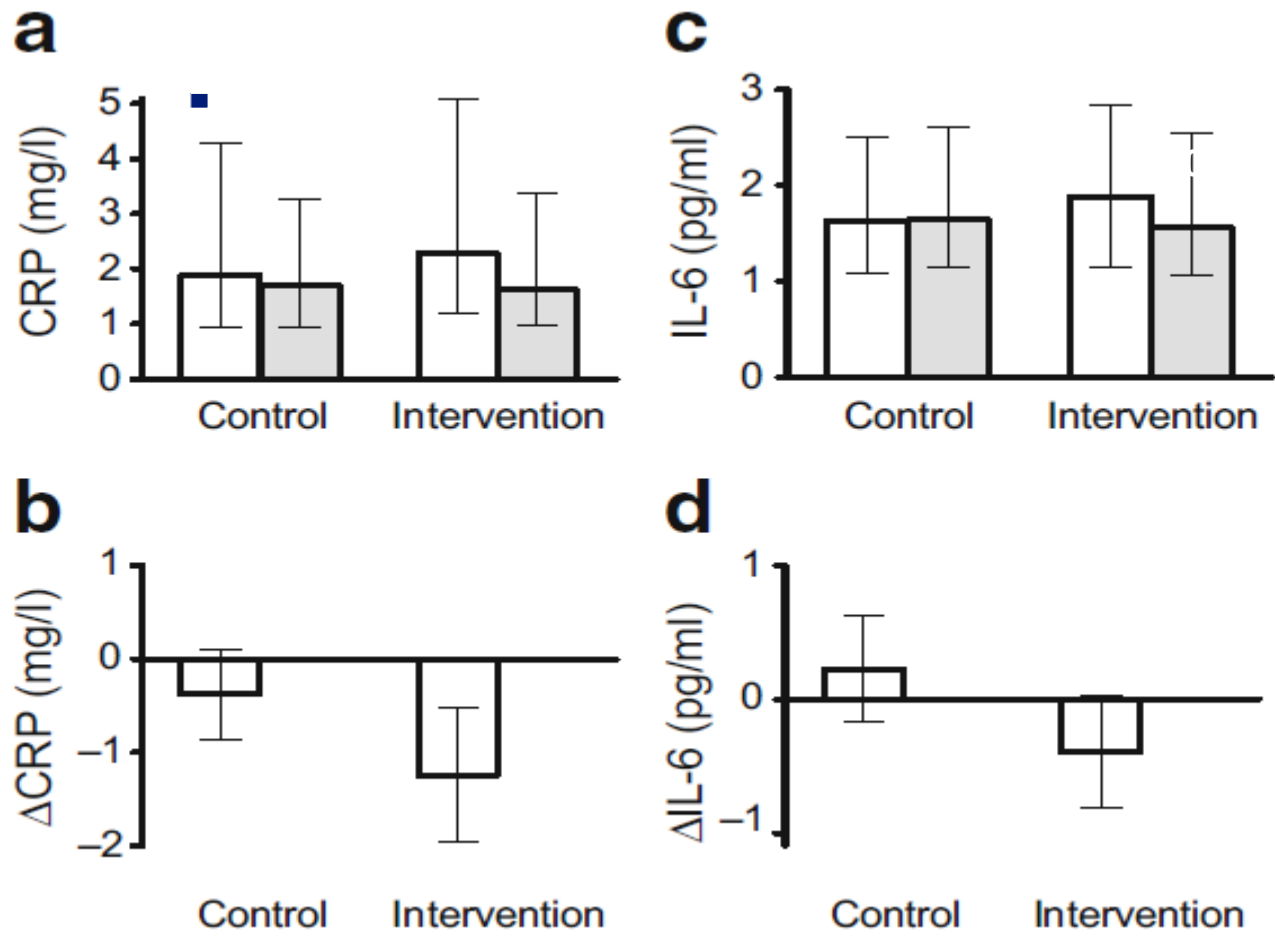 a
CRP (mg/l)
5
4
3
2
1
0
Control Intervention
c
IL-6 (pg/ml)
3
2
1
0
Control Intervention
b
ΔCRP (mg/l)
1
0
–1
–2
Control Intervention
d
ΔIL-6 (pg/ml)
1
0
–1
Control Intervention